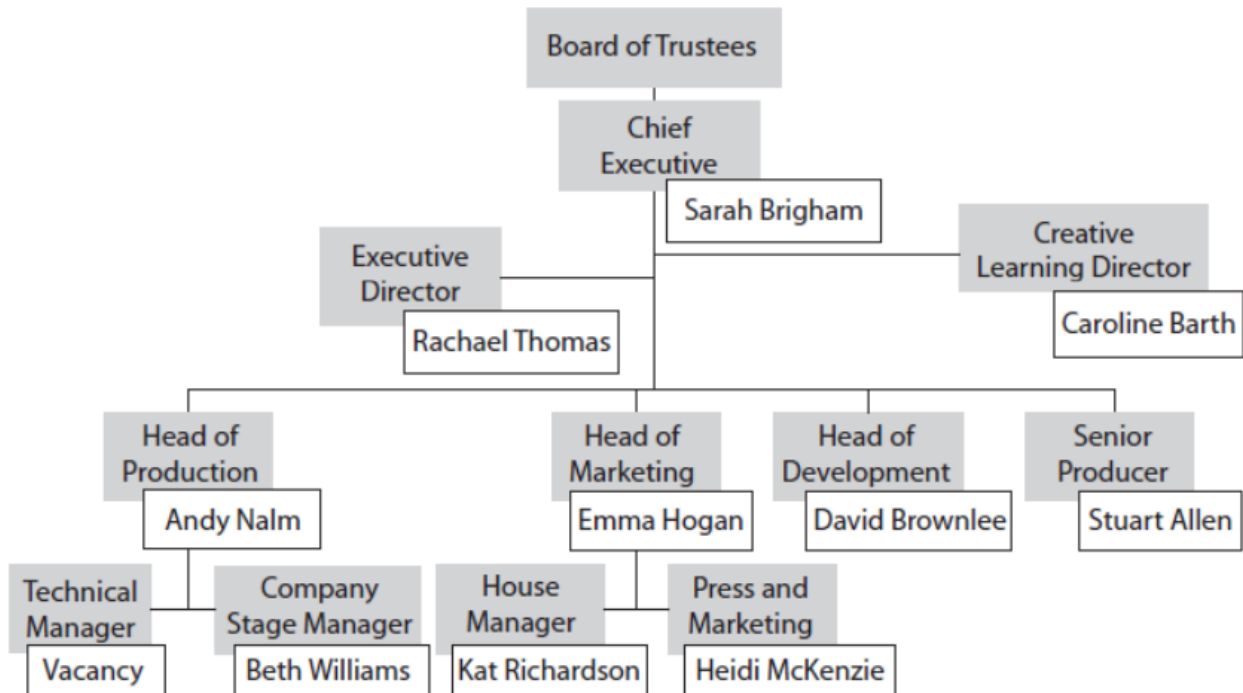 Board of Trustees
Chief
Executive
Sarah Brigham
Executive
Director
Rachael Thomas
Creative
Learning Director
Caroline Barth
Head of
Production
Andy Nalm
Head of
Marketing
Emma Hogan
Head of
Development
David Brownlee
Senior
Producer
Stuart Allen
Technical
Manager
Vacancy
Company
Stage Manager
Beth Williams
House
Manager
Kat Richardson
Press and
Marketing
Heidi McKenzie